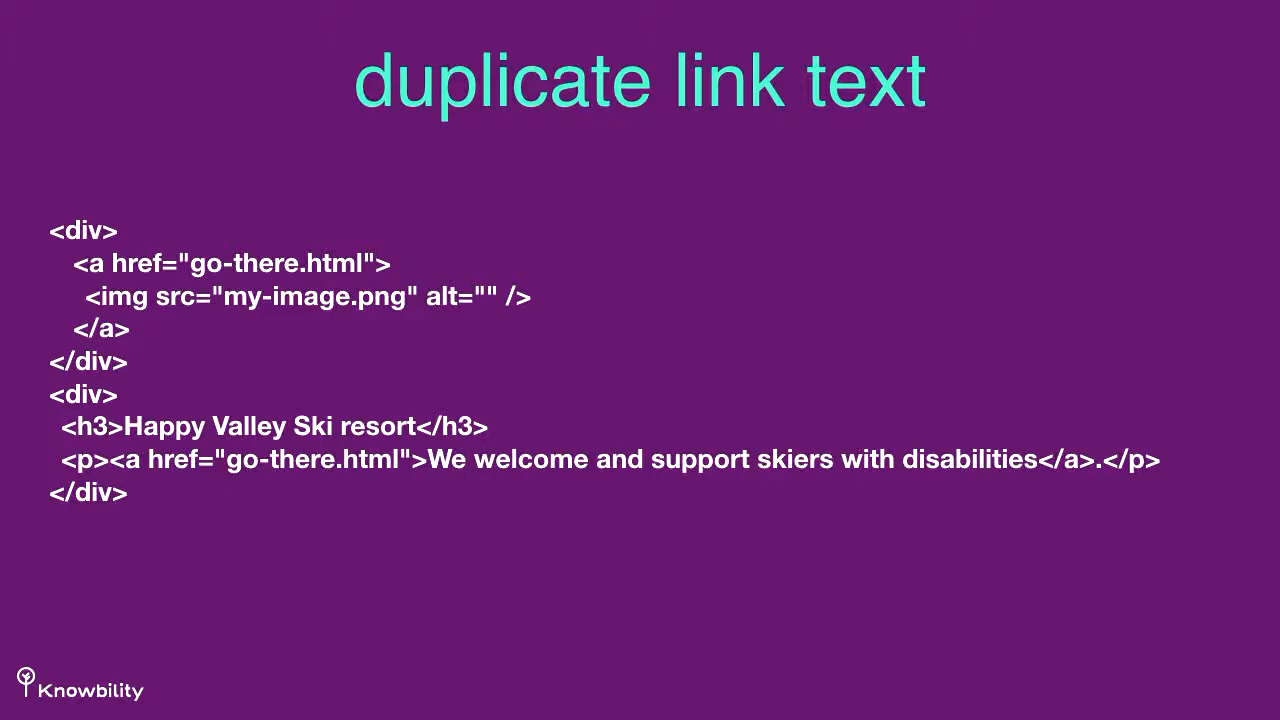 duplicate link text
<div>
<a href="go-there.html">
<img src="my-image.png" alt="" />
</a>
</div>
<div>
<h3>Happy Valley Ski resort</h3>
<p><a href="go-there.html">We welcome and support skiers with disabilities</a>.</p>
</div>
Knowbility